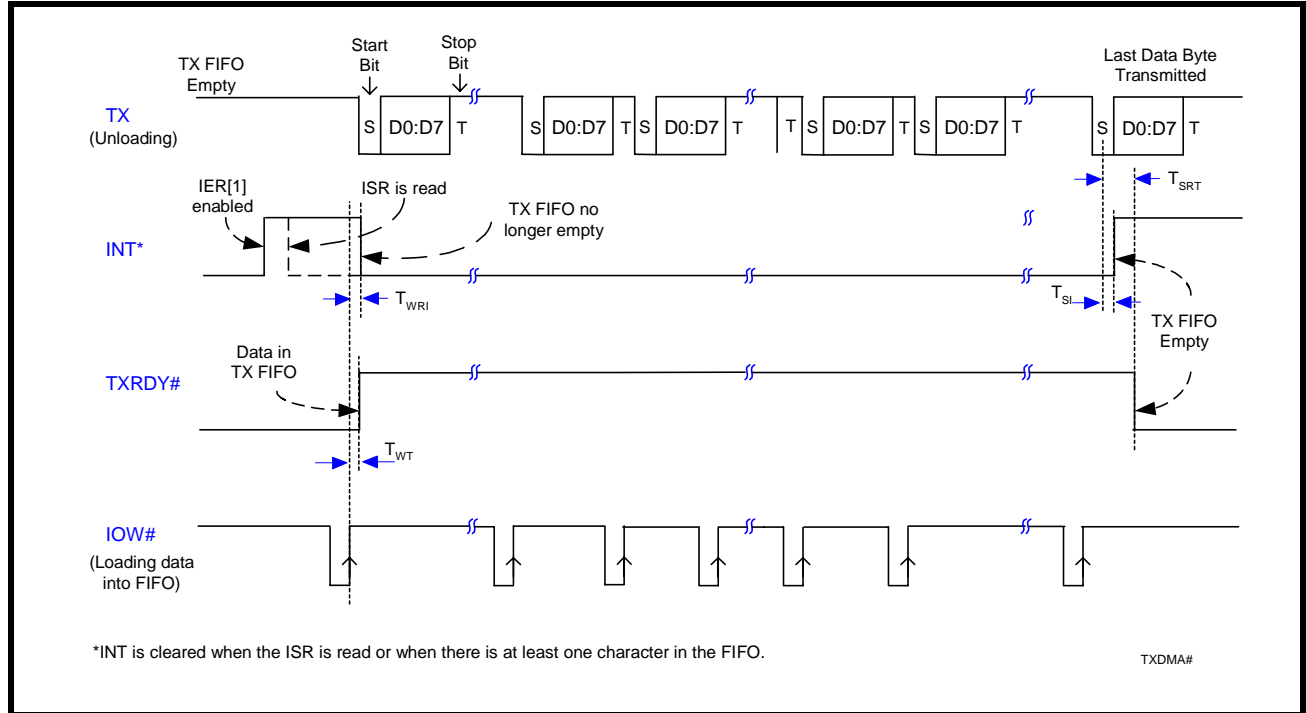 Start
Bit
Stop
Bit
TX FIFO
Empty
Last Data Byte
Transmitted
TX
(Unloading)
S D0:D7 T S D0:D7 T S D0:D7 T T S D0:D7 T S D0:D7 T S D0:D7 T
TSRT
IER[1]
enabled
ISR is read
TX FIFO no
longer empty
INT*
TWRI
TSI
TX FIFO
Empty
Data in
TX FIFO
TXRDY#
TWT
IOW#
(Loading data
into FIFO)
*INT is cleared when the ISR is read or when there is at least one character in the FIFO.
TXDMA#